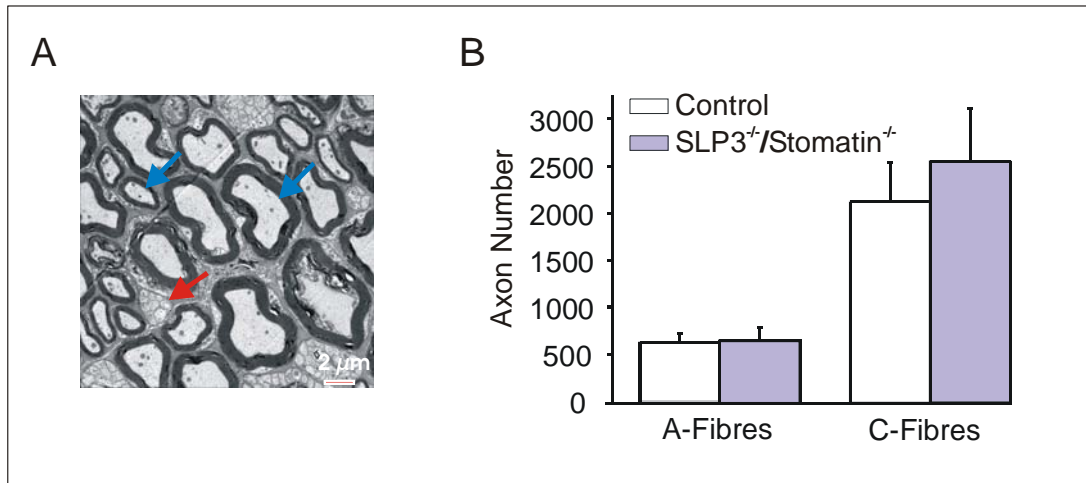 A
2 µm
B
Control
SLP3-/-/Stomatin-/-
Axon Number
3000
2500
2000
1500
1000
500
0
A-Fibres
C-Fibres